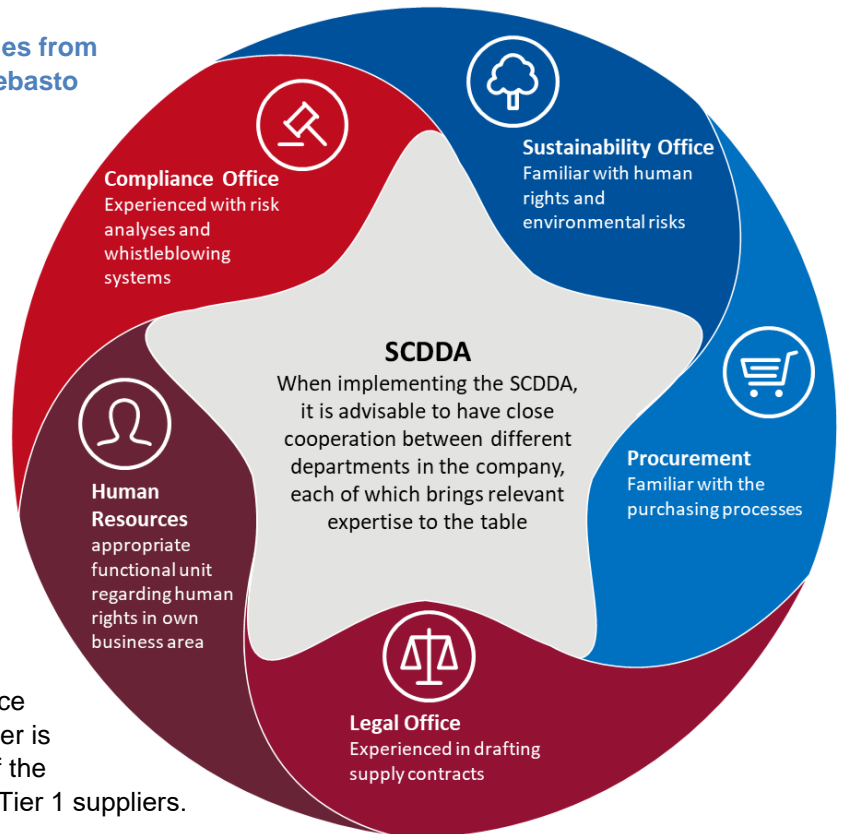 es from
ebasto
Compliance Office
Experienced with risk
analyses and
whistleblowing
systems
Sustainability Office
Familiar with human
rights and
environmental risks
SCDDA
When implementing the SCDDA,
it is advisable to have close
cooperation between different
departments in the company,
each of which brings relevant
expertise to the table
Procurement
Familiar with the
purchasing processes
Human
Resources
appropriate
functional unit
regarding human
rights in own
business area
Legal Office
Experienced in drafting
supply contracts
ce
er is
f the
Tier 1 suppliers.